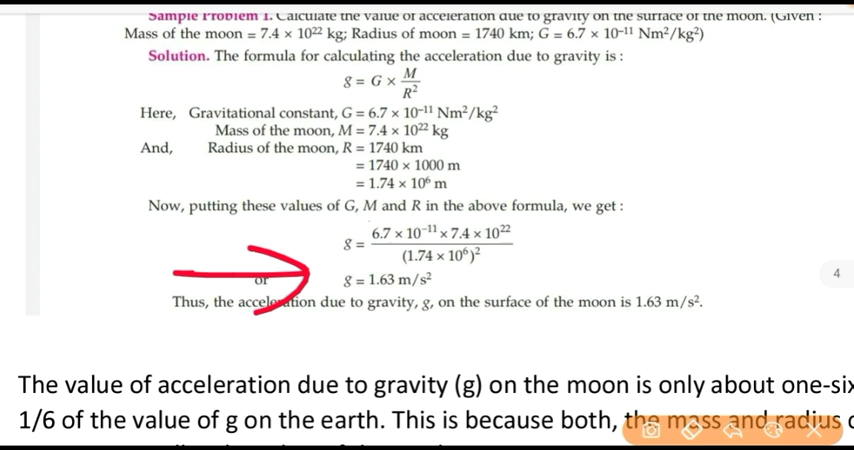 Sample Problem 1. Calculate the value of acceleration due to gravity on the surface of the moon. (Given :
Mass of the moon = 7.4 × 10²² kg; Radius of moon = 1740 km; G = 6.7 × 10⁻¹¹ Nm²/kg²)
Solution. The formula for calculating the acceleration due to gravity is :
g = G × M/R²
Here, Gravitational constant, G = 6.7 × 10⁻¹¹ Nm²/kg²
Mass of the moon, M = 7.4 × 10²² kg
And, Radius of the moon, R = 1740 km
= 1740 × 1000 m
= 1.74 × 10⁶ m
Now, putting these values of G, M and R in the above formula, we get :
g = 6.7 × 10⁻¹¹ × 7.4 × 10²² / (1.74 × 10⁶)²
or g = 1.63 m/s²
4
Thus, the acceleration due to gravity, g, on the surface of the moon is 1.63 m/s².
The value of acceleration due to gravity (g) on the moon is only about one-six
1/6 of the value of g on the earth. This is because both, the mass and radius